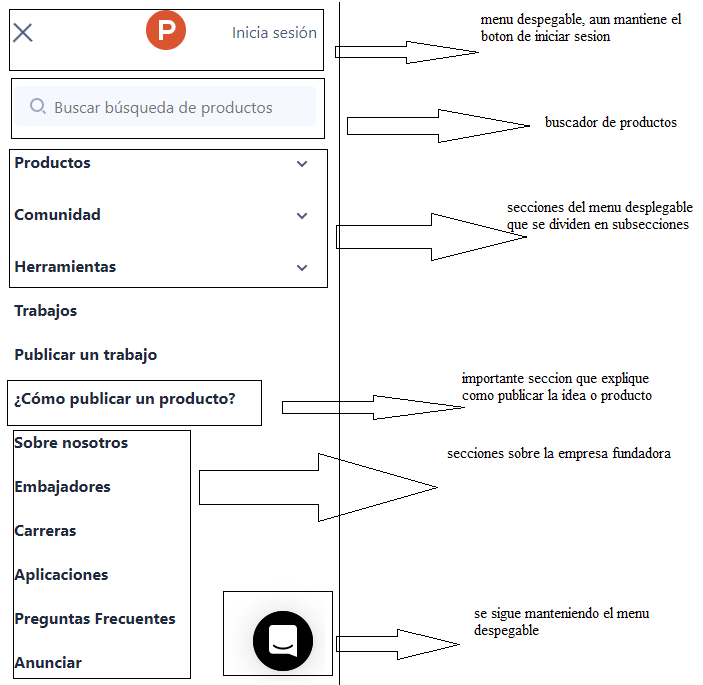 P
Inicia sesión
menu despegable, aun mantiene el
boton de iniciar sesion
Buscar búsqueda de productos
buscador de productos
Productos
Comunidad
Herramientas
secciones del menu desplegable
que se dividen en subsecciones
Trabajos
Publicar un trabajo
¿Cómo publicar un producto?
importante seccion que explique
como publicar la idea o producto
Sobre nosotros
Embajadores
Carreras
Aplicaciones
Preguntas Frecuentes
Anunciar
secciones sobre la empresa fundadora
se sigue manteniendo el menu
despegable